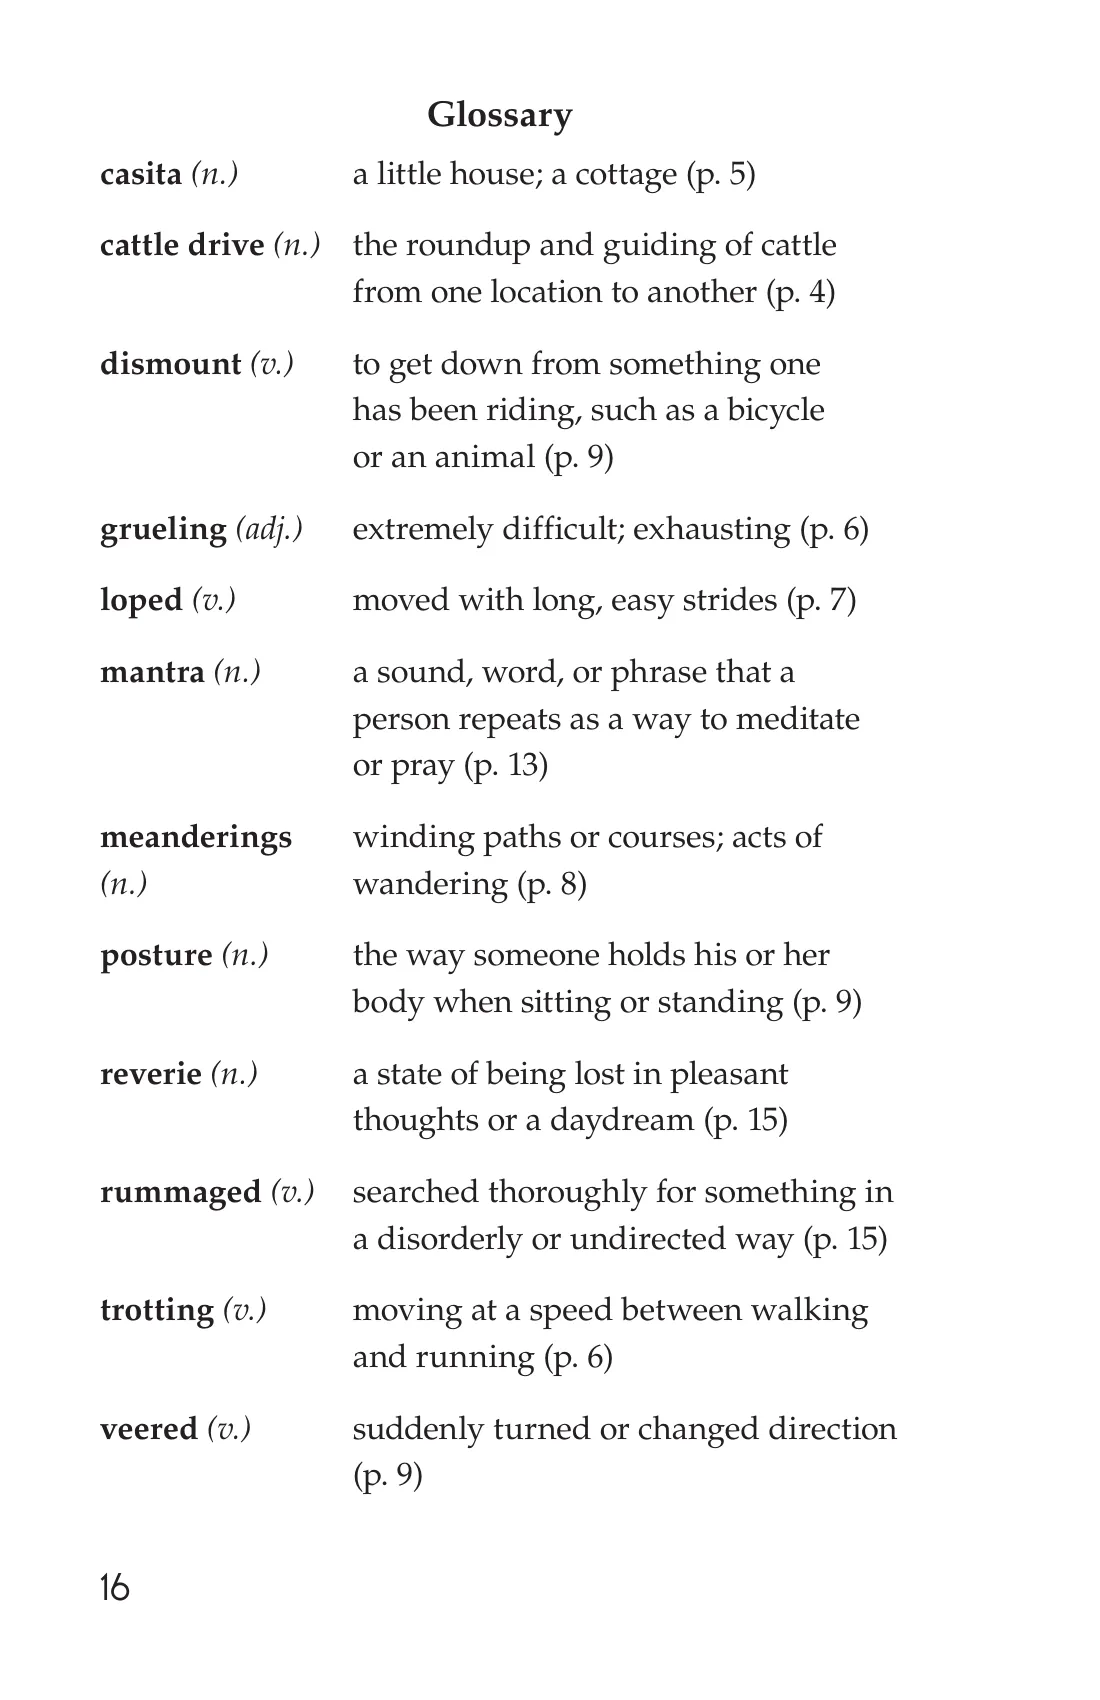 Glossary
casita (n.) a little house; a cottage (p. 5)
cattle drive (n.) the roundup and guiding of cattle
from one location to another (p. 4)
dismount (v.) to get down from something one
has been riding, such as a bicycle
or an animal (p. 9)
grueling (adj.) extremely difficult; exhausting (p. 6)
loped (v.) moved with long, easy strides (p. 7)
mantra (n.) a sound, word, or phrase that a
person repeats as a way to meditate
or pray (p. 13)
meanderings winding paths or courses; acts of
(n.) wandering (p. 8)
posture (n.) the way someone holds his or her
body when sitting or standing (p. 9)
reverie (n.) a state of being lost in pleasant
thoughts or a daydream (p. 15)
rummaged (v.) searched thoroughly for something in
a disorderly or undirected way (p. 15)
trotting (v.) moving at a speed between walking
and running (p. 6)
veered (v.) suddenly turned or changed direction
(p. 9)
16